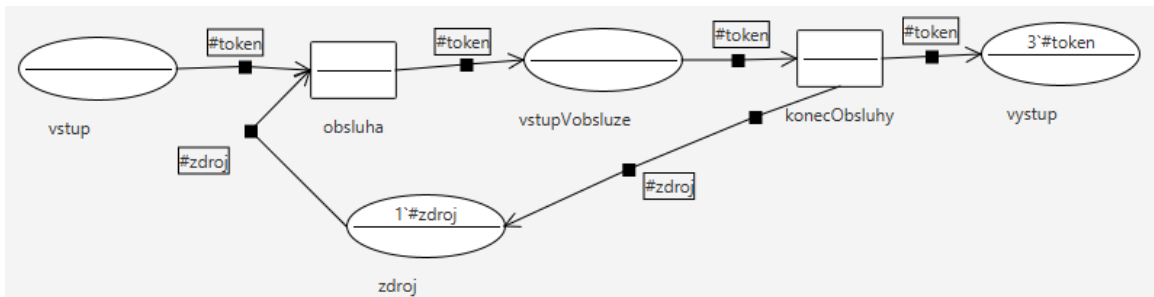 #token
#token
#token
#token
3`#token
vstup
obsluha
vstupVobsluze
konecObsluhy
vystup
#zdroj
#zdroj
1`#zdroj
zdroj